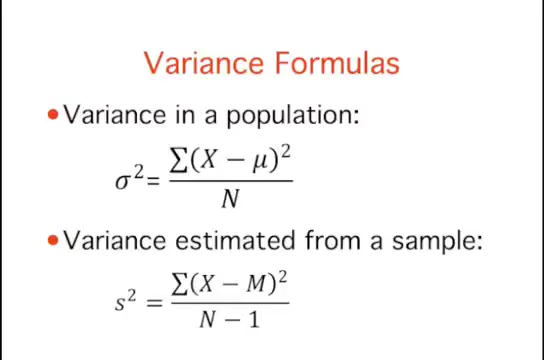 Variance Formulas
•Variance in a population:
σ²= ∑(X − μ)² / N
•Variance estimated from a sample:
s² = ∑(X − M)² / N − 1